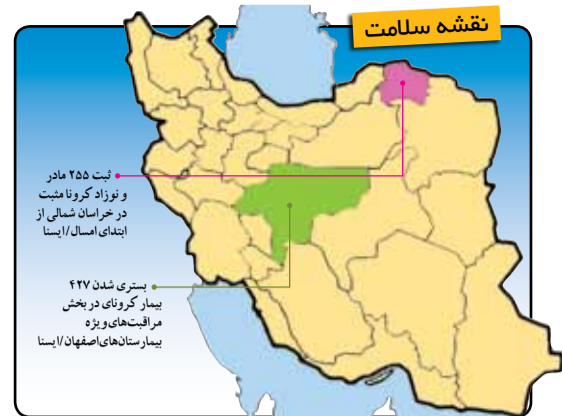 نقشه سلامت
ثبت ۲۵۵ مادر
و نوزاد کرونا مثبت
در خراسان شمالی از
ابتدای امسال/ایسنا
بستری شدن ۴۲۷
بیمار کرونای در بخش
مراقبت‌های ویژه
بیمارستان‌های اصفهان/ایسنا